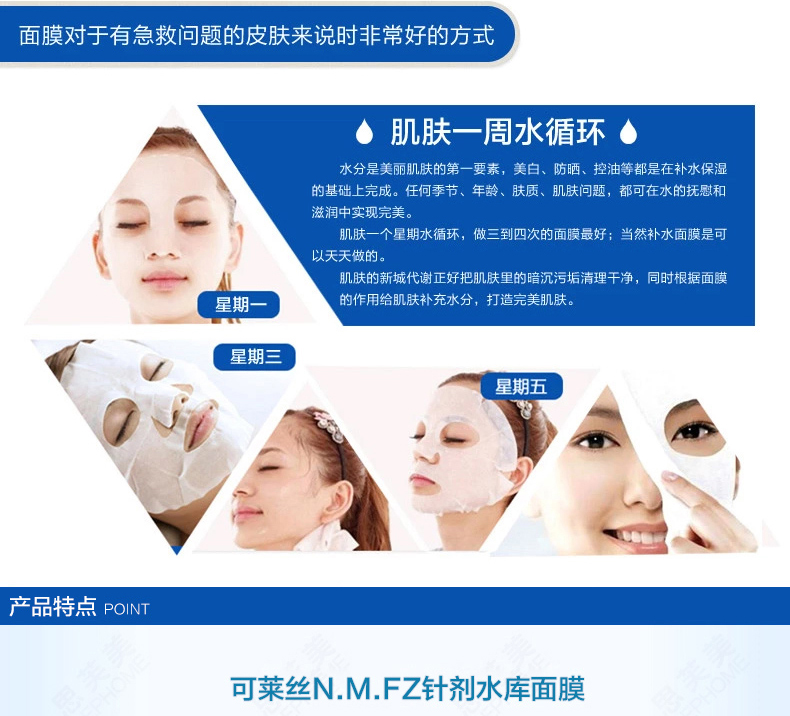 面膜对于有急救问题的皮肤来说时非常好的方式
肌肤一周水循环
水分是美丽肌肤的第一要素，美白、防晒、控油等都是在补水保湿
的基础上完成。任何季节、年龄、肤质、肌肤问题，都可在水的抚慰和
滋润中实现完美。
肌肤一个星期水循环，做三到四次的面膜最好；当然补水面膜是可
以天天做的。
肌肤的新城代谢正好把肌肤里的暗沉污垢清理干净，同时根据面膜
的作用给肌肤补充水分，打造完美肌肤。
星期一
星期三
星期五
产品特点 POINT
可莱丝N.M.FZ针剂水库面膜